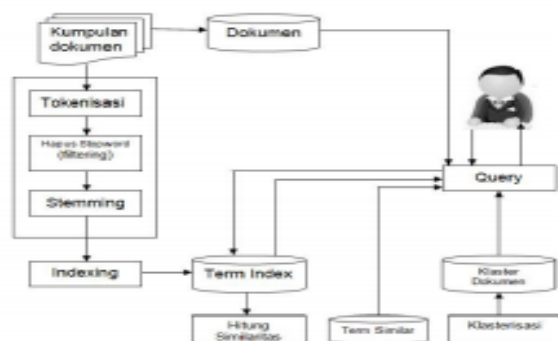 Kumpulan
dokumen
Dokumen
Tokenisasi
Hapus Stopword
(filtering)
Stemming
Query
Indexing
Term Index
Klaster
Dokumen
Hitung
Similaritas
Term Similar
Klasterisasi